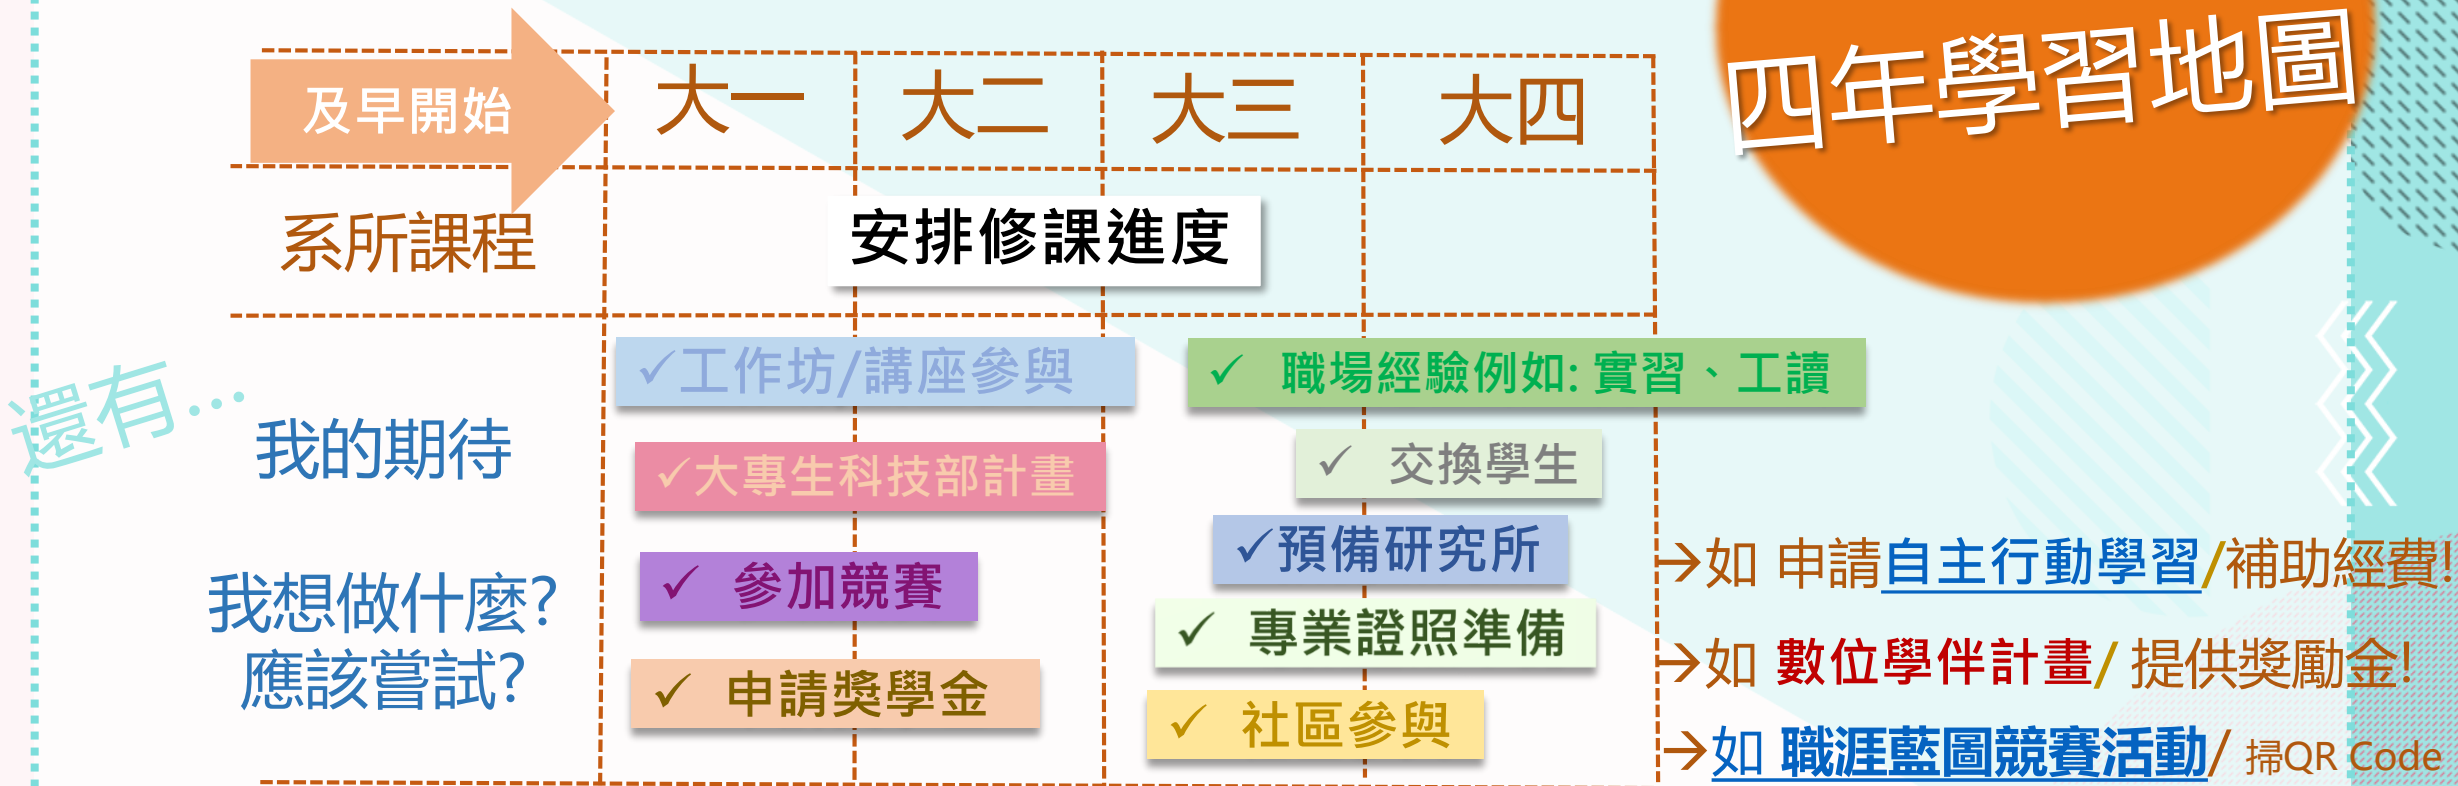 四年學習地圖
及早開始
大一 大二 大三 大四
系所課程
安排修課進度
還有...
我的期待
我想做什麼?
應該嘗試?
✓工作坊/講座參與
✓大專生科技部計畫
✓ 參加競賽
✓ 申請獎學金
✓ 職場經驗例如: 實習、工讀
✓ 交換學生
✓預備研究所
✓ 專業證照準備
✓ 社區參與
→如 申請自主行動學習/補助經費!
→如 數位學伴計畫/ 提供獎勵金!
→如 職涯藍圖競賽活動/ 掃QR Code